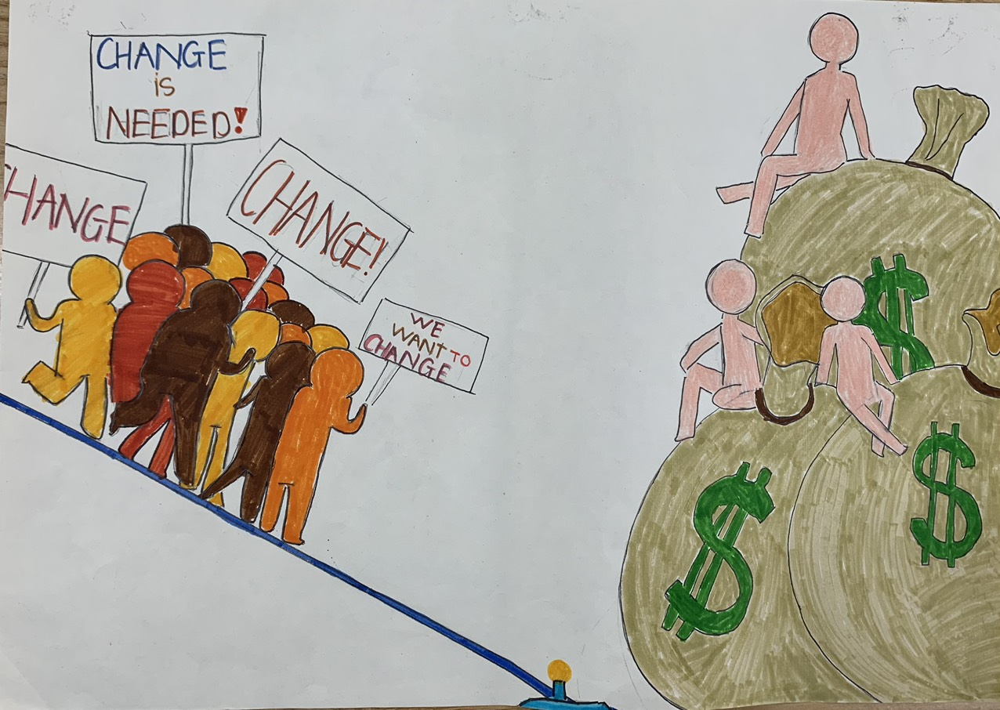 CHANGE
is
NEEDED!
HANGE
CHANGE!
WE
WANT TO
CHANGE
$
$
$